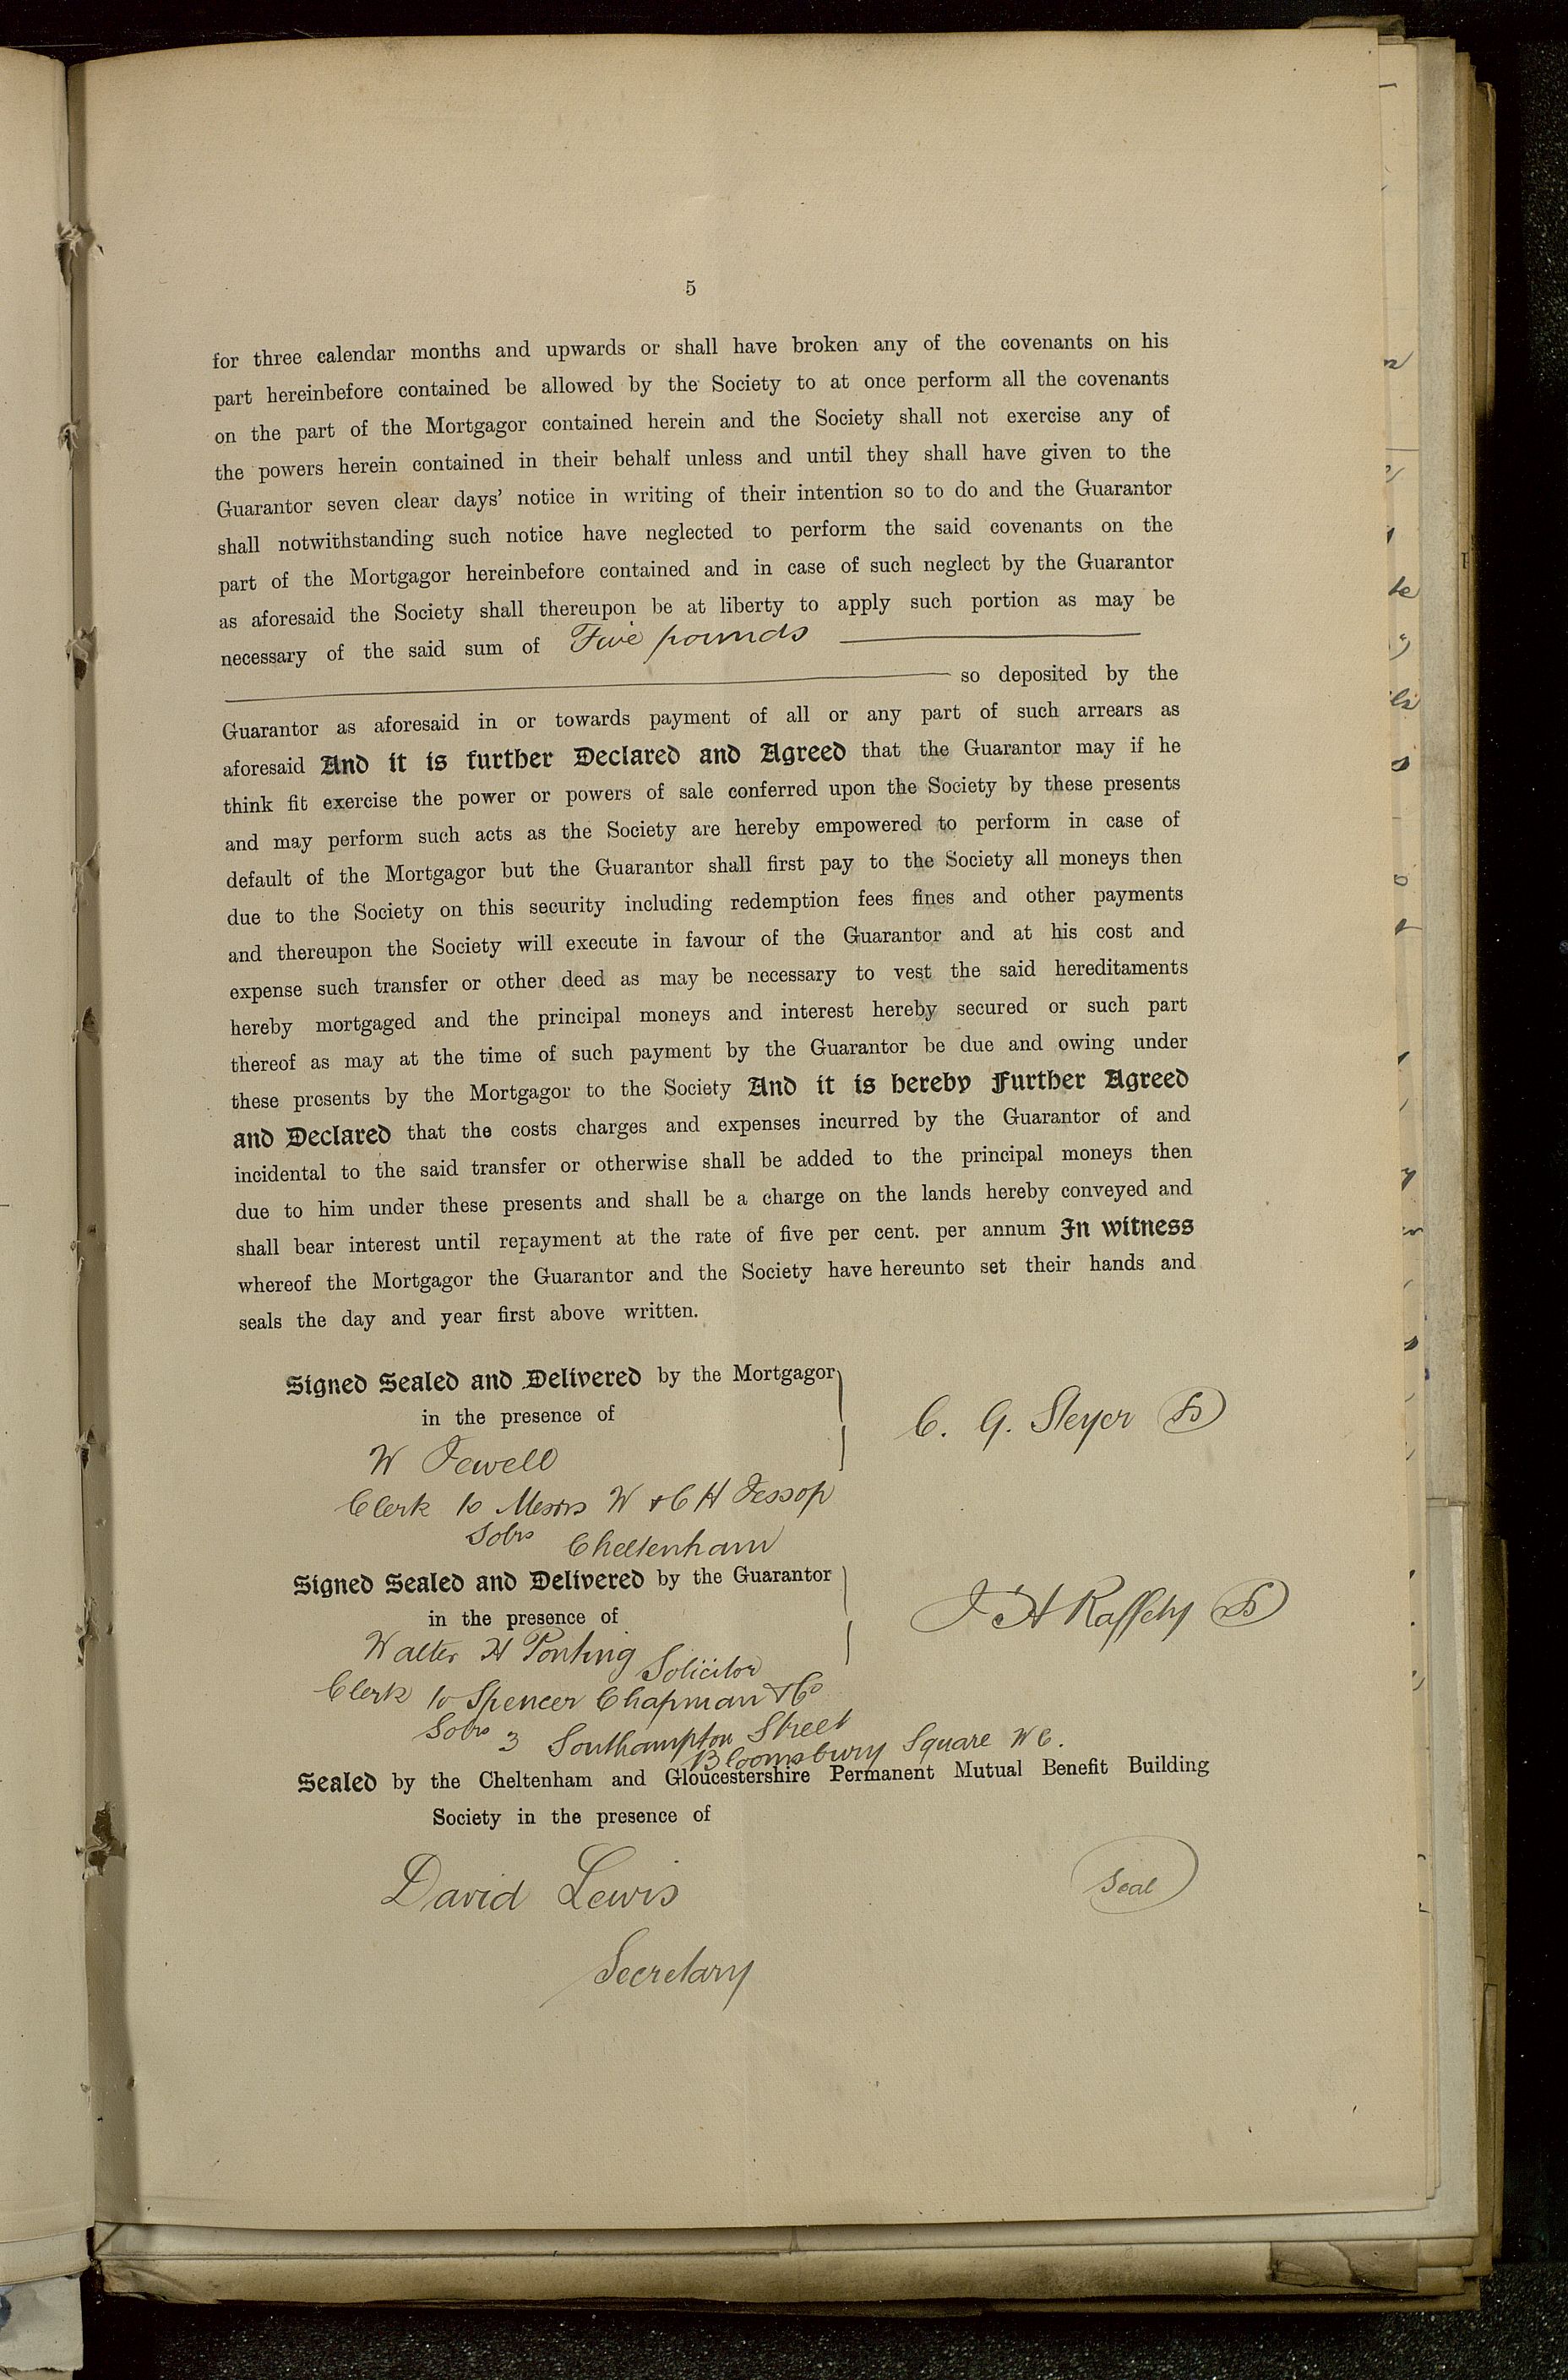 5
for three calendar months and upwards or shall have broken any of the covenants on his
part hereinbefore contained be allowed by the Society to at once perform all the covenants
on the part of the Mortgagor contained herein and the Society shall not exercise any of
the powers herein contained in their behalf unless and until they shall have given to the
Guarantor seven clear days' notice in writing of their intention so to do and the Guarantor
shall notwithstanding such notice have neglected to perform the said covenants on the
part of the Mortgagor hereinbefore contained and in case of such neglect by the Guarantor
as aforesaid the Society shall thereupon be at liberty to apply such portion as may be
necessary of the said sum of Five pounds
so deposited by the
Guarantor as aforesaid in or towards payment of all or any part of such arrears as
aforesaid And it is further Declared and Agreed that the Guarantor may if he
think fit exercise the power or powers of sale conferred upon the Society by these presents
and may perform such acts as the Society are hereby empowered to perform in case of
default of the Mortgagor but the Guarantor shall first pay to the Society all moneys then
due to the Society on this security including redemption fees fines and other payments
and thereupon the Society will execute in favour of the Guarantor and at his cost and
expense such transfer or other deed as may be necessary to vest the said hereditaments
hereby mortgaged and the principal moneys and interest hereby secured or such part
thereof as may at the time of such payment by the Guarantor be due and owing under
these presents by the Mortgagor to the Society And it is hereby Further Agreed
and Declared that the costs charges and expenses incurred by the Guarantor of and
incidental to the said transfer or otherwise shall be added to the principal moneys then
due to him under these presents and shall be a charge on the lands hereby conveyed and
shall bear interest until repayment at the rate of five per cent. per annum In witness
whereof the Mortgagor the Guarantor and the Society have hereunto set their hands and
seals the day and year first above written.
Signed Sealed and Delivered by the Mortgagor
in the presence of
C. G. Sleyer
W Jewell
Clerk to Messrs W & C H Jessop
Solrs Cheltenham
Signed Sealed and Delivered by the Guarantor
in the presence of
J H Raffety
Walter H Ponting Solicitor
Clerk to Spencer Chapman & Co
Solrs 3 Southampton Street
Bloomsbury Square W C.
Sealed by the Cheltenham and Gloucestershire Permanent Mutual Benefit Building
Society in the presence of
David Lewis
Seal
Secretary